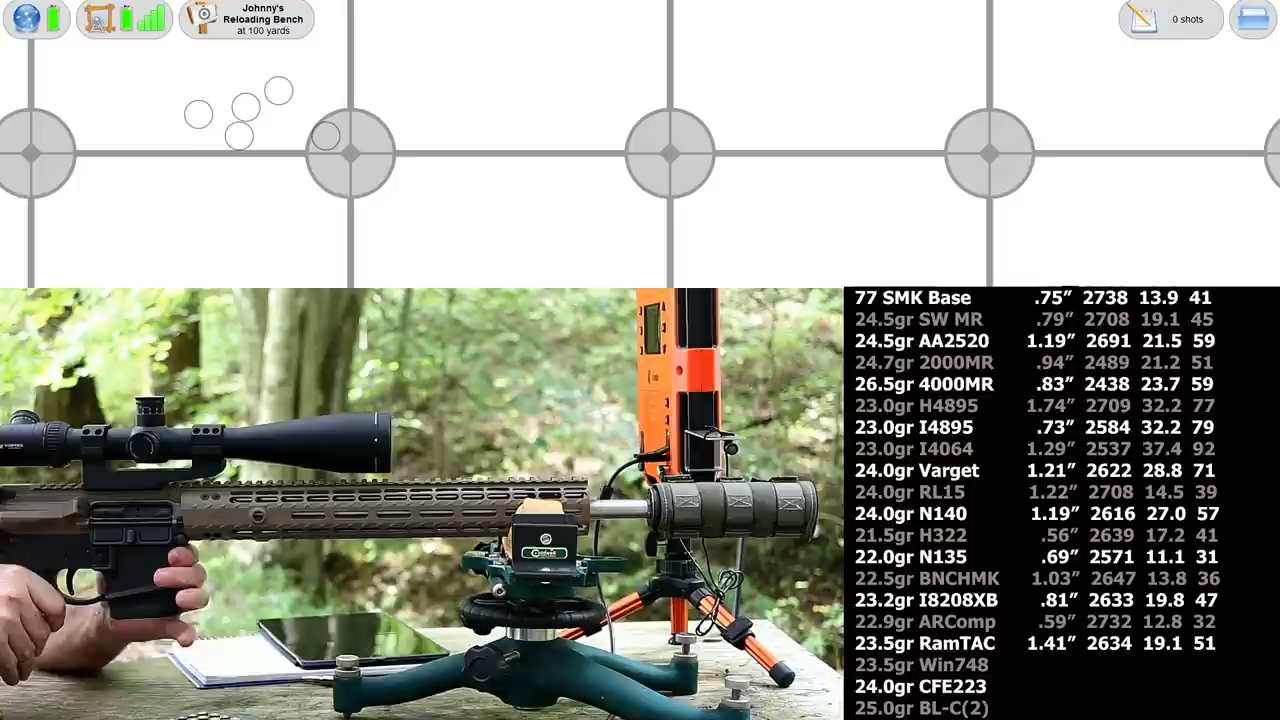 Johnny's
Reloading Bench
at 100 yards
0 shots
77 SMK Base .75” 2738 13.9 41
24.5gr SW MR .79” 2708 19.1 45
24.5gr AA2520 1.19” 2691 21.5 59
24.7gr 2000MR .94” 2489 21.2 51
26.5gr 4000MR .83” 2438 23.7 59
23.0gr H4895 1.74” 2709 32.2 77
23.0gr I4895 .73” 2584 32.2 79
23.0gr I4064 1.29” 2537 37.4 92
24.0gr Varget 1.21” 2622 28.8 71
24.0gr RL15 1.22” 2708 14.5 39
24.0gr N140 1.19” 2616 27.0 57
21.5gr H322 .56” 2639 17.2 41
22.0gr N135 .69” 2571 11.1 31
22.5gr BNCHMK 1.03” 2647 13.8 36
23.2gr I8208XB .81” 2633 19.8 47
22.9gr ARComp .59” 2732 12.8 32
23.5gr RamTAC 1.41” 2634 19.1 51
23.5gr Win748
24.0gr CFE223
25.0gr BL-C(2)
VORTEX
Caldwell